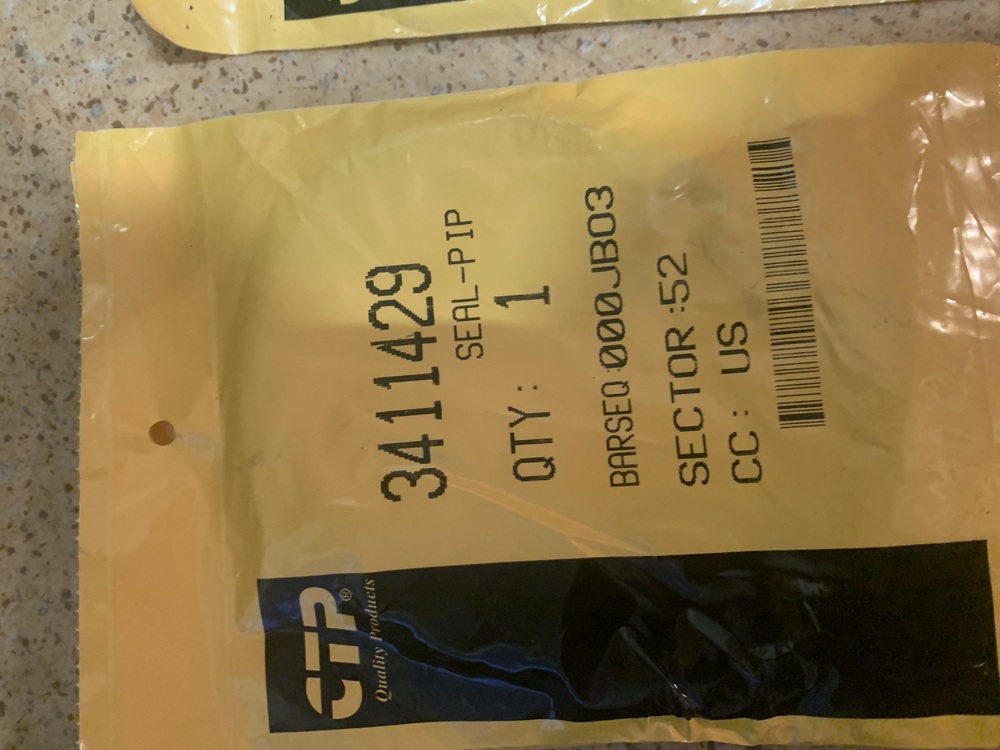 CTP®
Quality Products
3411429
SEAL-PIP
QTY: 1
BARSEQ:000JB03
SECTOR:52
CC: US